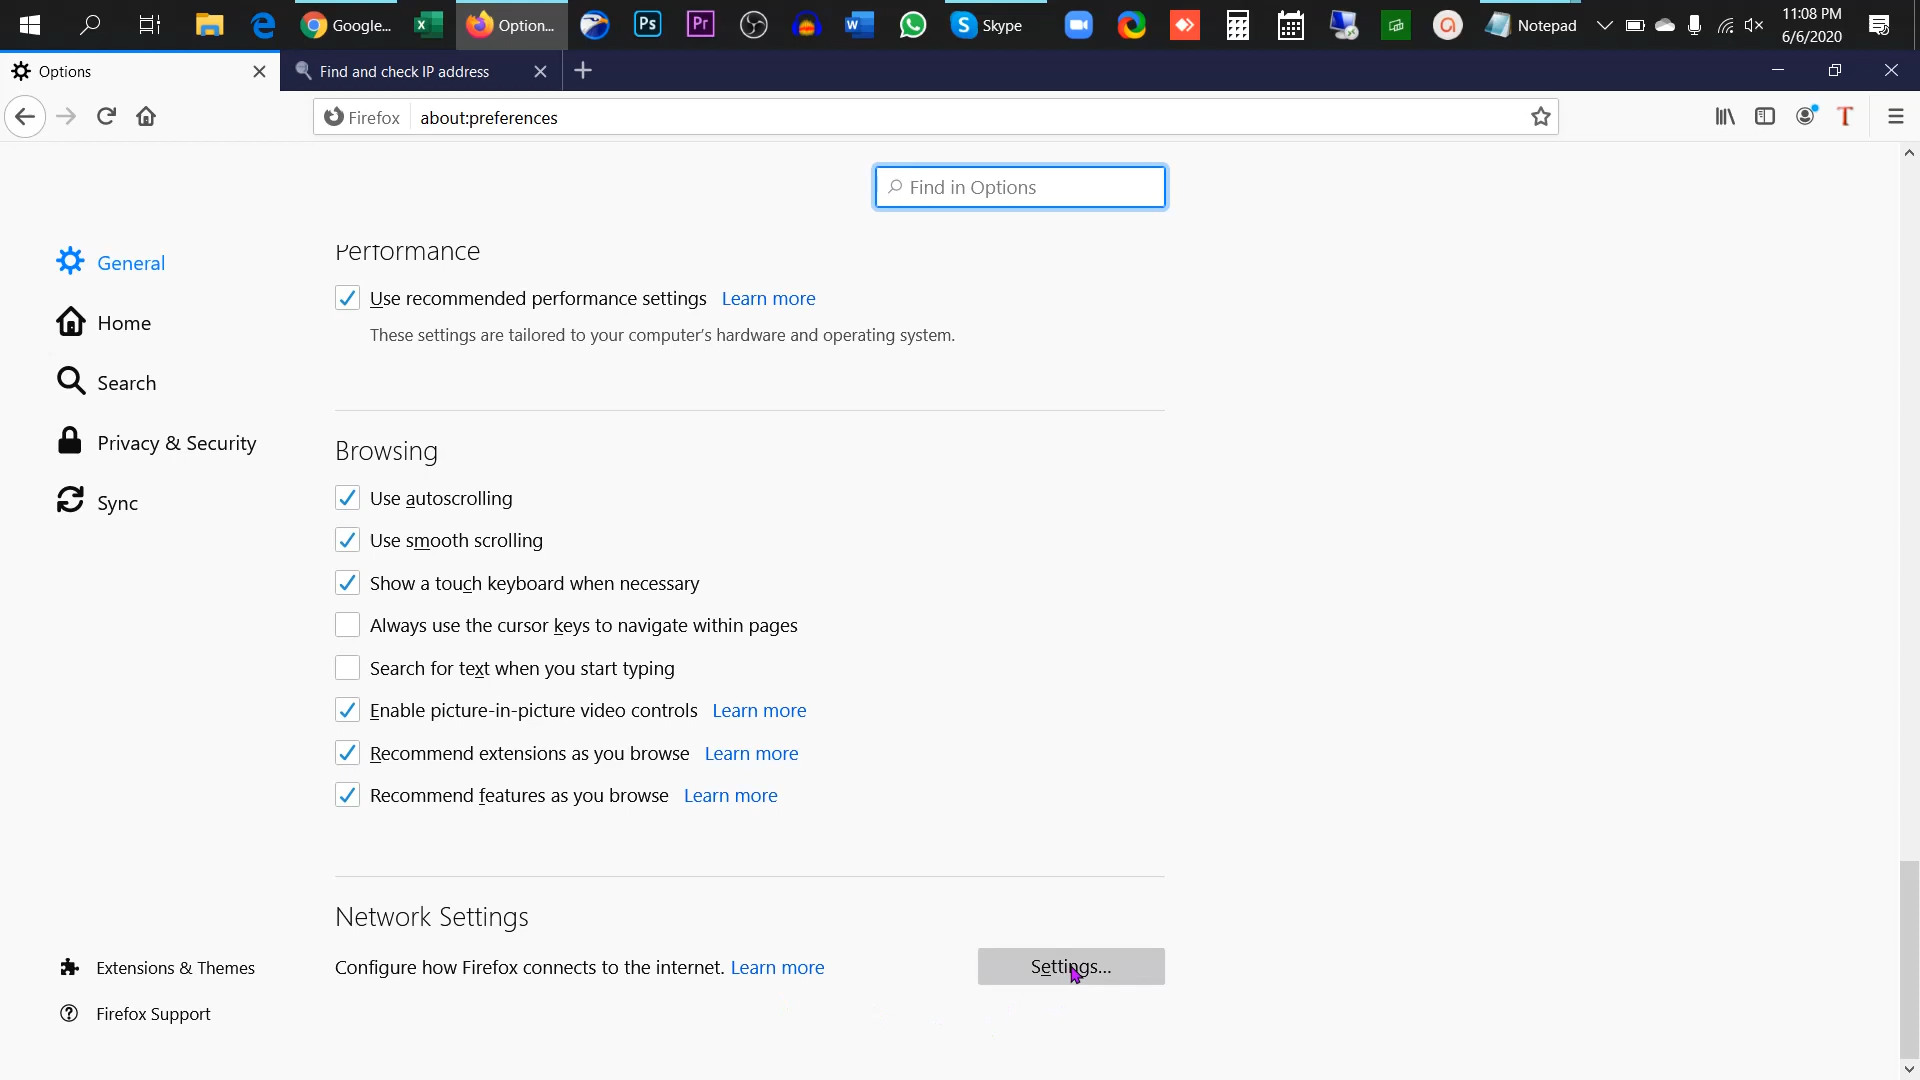 Google...
X
Option...
Ps
Pr
W
S Skype
Notepad
11:08 PM
6/6/2020
Options
Find and check IP address
Firefox
about:preferences
T
Find in Options
General
Home
Search
Privacy & Security
Sync
Extensions & Themes
Firefox Support
Performance
Use recommended performance settings Learn more
These settings are tailored to your computer's hardware and operating system.
Browsing
Use autoscrolling
Use smooth scrolling
Show a touch keyboard when necessary
Always use the cursor keys to navigate within pages
Search for text when you start typing
Enable picture-in-picture video controls Learn more
Recommend extensions as you browse Learn more
Recommend features as you browse Learn more
Network Settings
Configure how Firefox connects to the internet. Learn more
Settings...